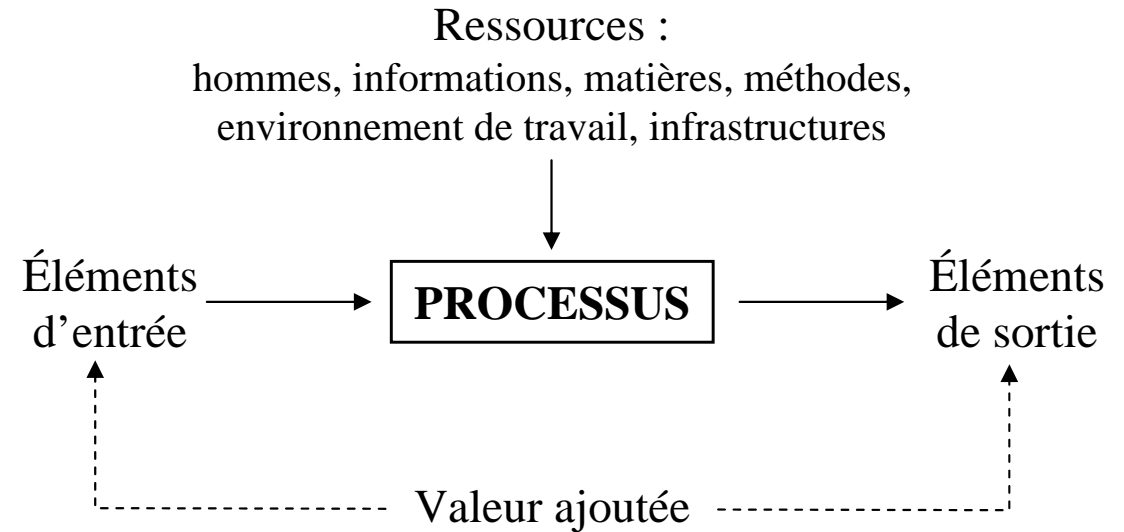 Ressources :
hommes, informations, matières, méthodes,
environnement de travail, infrastructures
Éléments
d’entrée
PROCESSUS
Éléments
de sortie
Valeur ajoutée